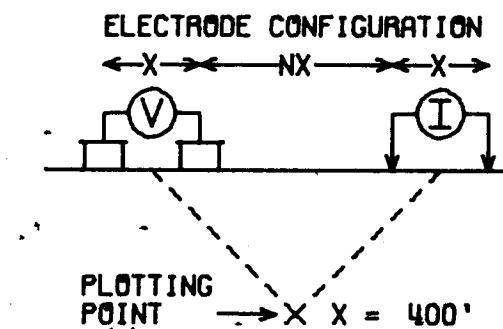 ELECTRODE CONFIGURATION
X NX X
V I
PLOTTING
POINT X X = 400'